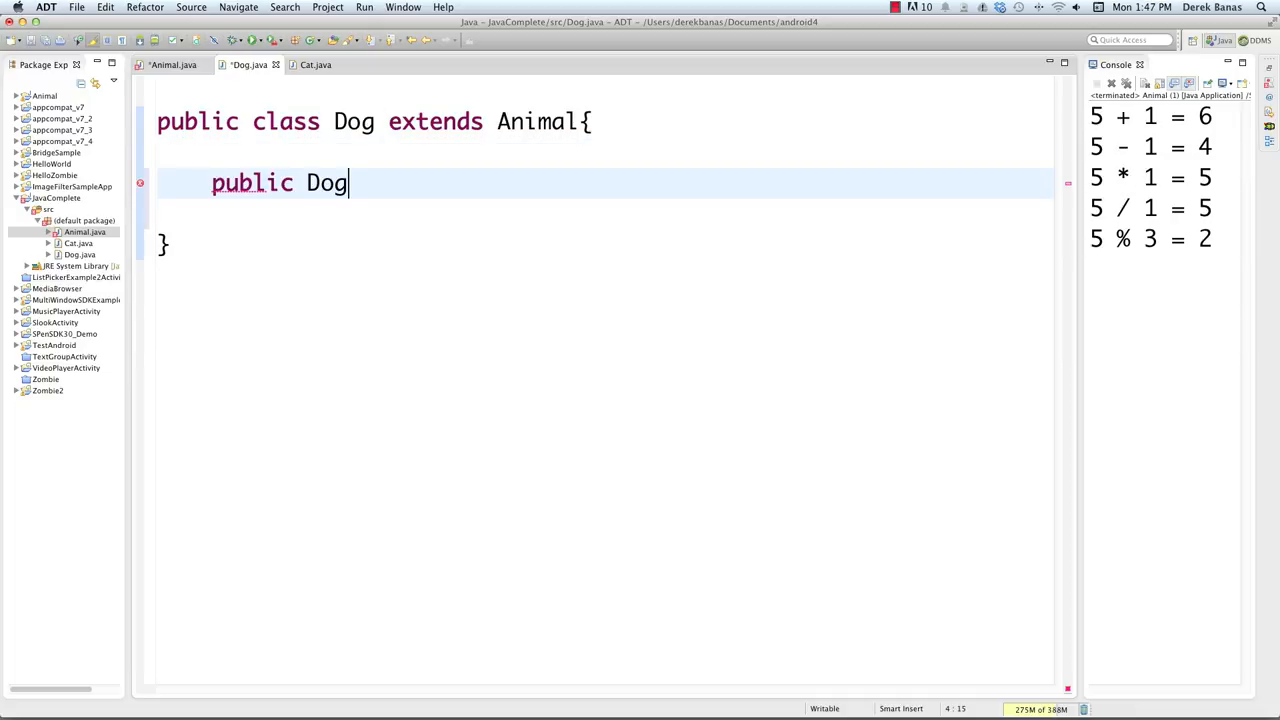 ADT File Edit Refactor Source Navigate Search Project Run Window Help 10 Mon 1:47 PM Derek Banas
Java - JavaComplete/src/Dog.java - ADT - /Users/derekbanas/Documents/android4
Quick Access Java DDMS
Package Exp
Animal
appcompat_v7
appcompat_v7_2
appcompat_v7_3
appcompat_v7_4
BridgeSample
HelloWorld
HelloZombie
ImageFilterSampleApp
JavaComplete
src
(default package)
Animal.java
Cat.java
Dog.java
JRE System Library [Ja
ListPickerExample2Activi
MediaBrowser
MultiWindowSDKExample
MusicPlayerActivity
SlookActivity
SPenSDK30_Demo
TestAndroid
TextGroupActivity
VideoPlayerActivity
Zombie
Zombie2
*Animal.java *Dog.java Cat.java
public class Dog extends Animal{
public Dog
}
Console
<terminated> Animal (1) [Java Application] /S
5 + 1 = 6
5 - 1 = 4
5 * 1 = 5
5 / 1 = 5
5 % 3 = 2
Writable Smart Insert 4 : 15 275M of 388M